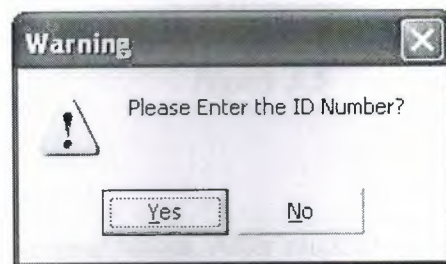 Warning
Please Enter the ID Number?
Yes
No